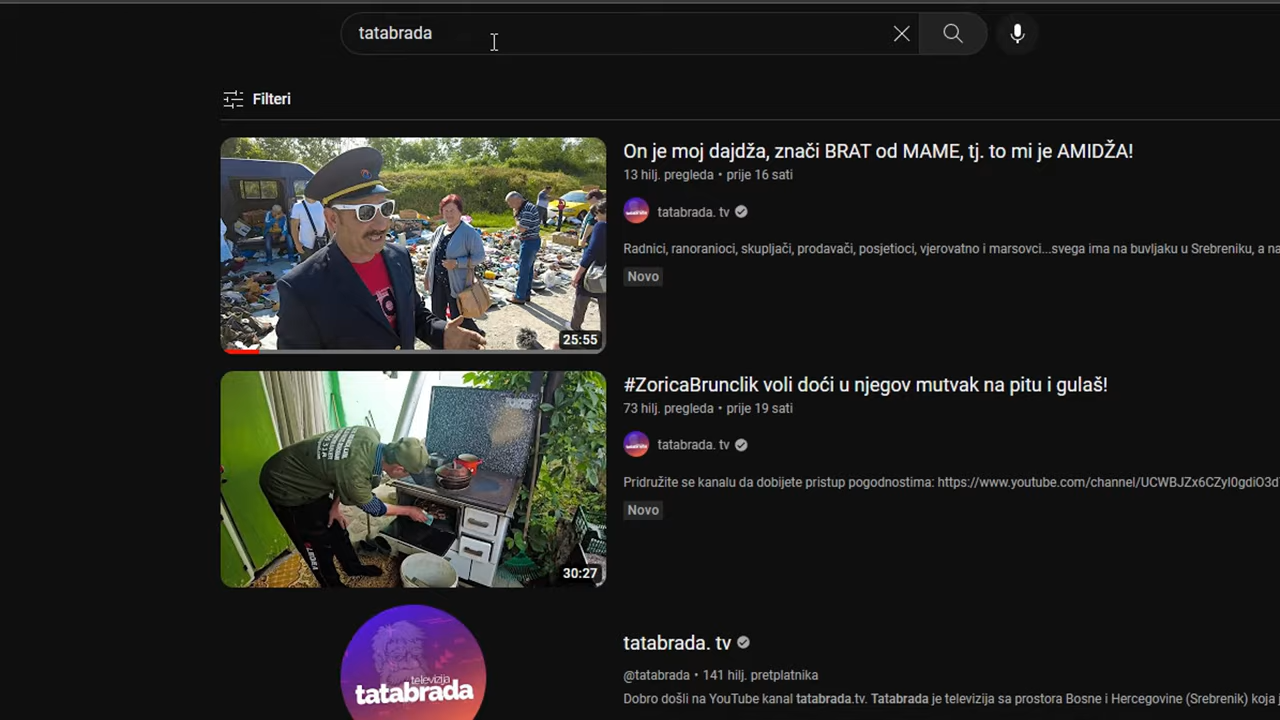 tatabrada
Filteri
25:55
On je moj dajdža, znači BRAT od MAME, tj. to mi je AMIDŽA!
13 hilj. pregleda • prije 16 sati
tatabrada. tv
Radnici, ranoranioci, skupljači, prodavači, posjetioci, vjerovatno i marsovci...svega ima na buvljaku u Srebreniku, a na
Novo
30:27
#ZoricaBrunclik voli doći u njegov mutvak na pitu i gulaš!
73 hilj. pregleda • prije 19 sati
tatabrada. tv
Pridružite se kanalu da dobijete pristup pogodnostima: https://www.youtube.com/channel/UCWBJZx6CZyl0gdiO3d
Novo
televizija
tatabrada
tatabrada. tv
@tatabrada • 141 hilj. pretplatnika
Dobro došli na YouTube kanal tatabrada.tv. Tatabrada je televizija sa prostora Bosne i Hercegovine (Srebrenik) koja